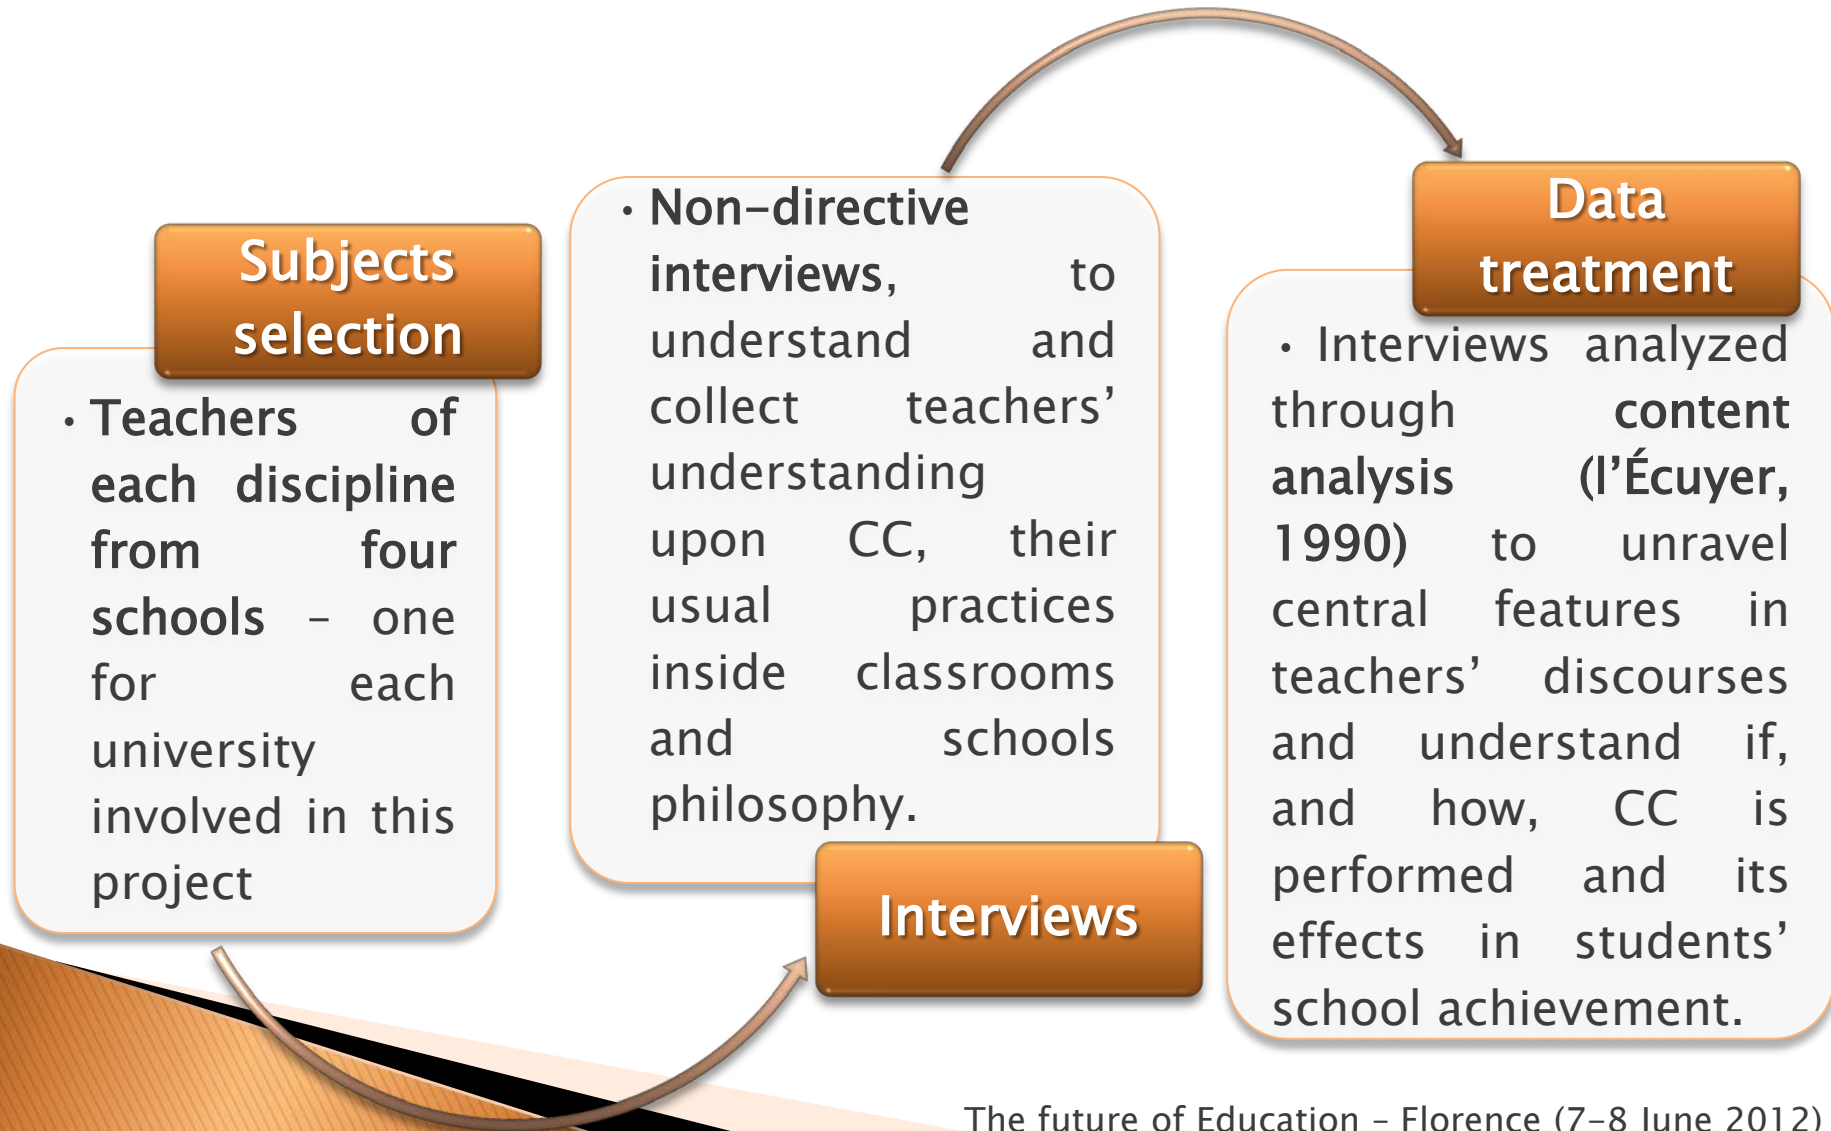 Subjects
selection
• Teachers of
each discipline
from four
schools – one
for each
university
involved in this
project
• Non-directive
interviews, to
understand and
collect teachers’
understanding
upon CC, their
usual practices
inside classrooms
and schools
philosophy.
Interviews
Data
treatment
• Interviews analyzed
through content
analysis (l’Écuyer,
1990) to unravel
central features in
teachers’ discourses
and understand if,
and how, CC is
performed and its
effects in students’
school achievement.
The future of Education – Florence (7-8 June 2012)